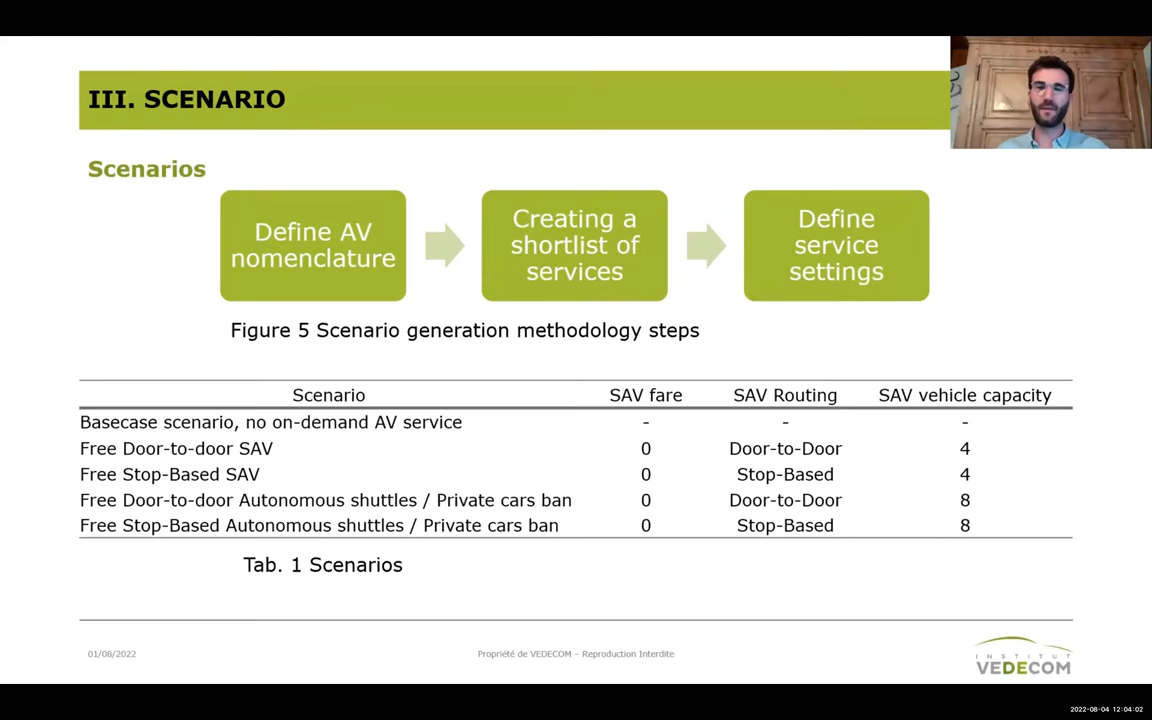 III. SCENARIO
Scenarios
Define AV
nomenclature
Creating a
shortlist of
services
Define
service
settings
Figure 5 Scenario generation methodology steps
Scenario SAV fare SAV Routing SAV vehicle capacity
Basecase scenario, no on-demand AV service - - -
Free Door-to-door SAV 0 Door-to-Door 4
Free Stop-Based SAV 0 Stop-Based 4
Free Door-to-door Autonomous shuttles / Private cars ban 0 Door-to-Door 8
Free Stop-Based Autonomous shuttles / Private cars ban 0 Stop-Based 8
Tab. 1 Scenarios
01/08/2022 Propriété de VEDECOM – Reproduction Interdite
INSTITUT
VEDECOM
2022-08-04 12:04:02